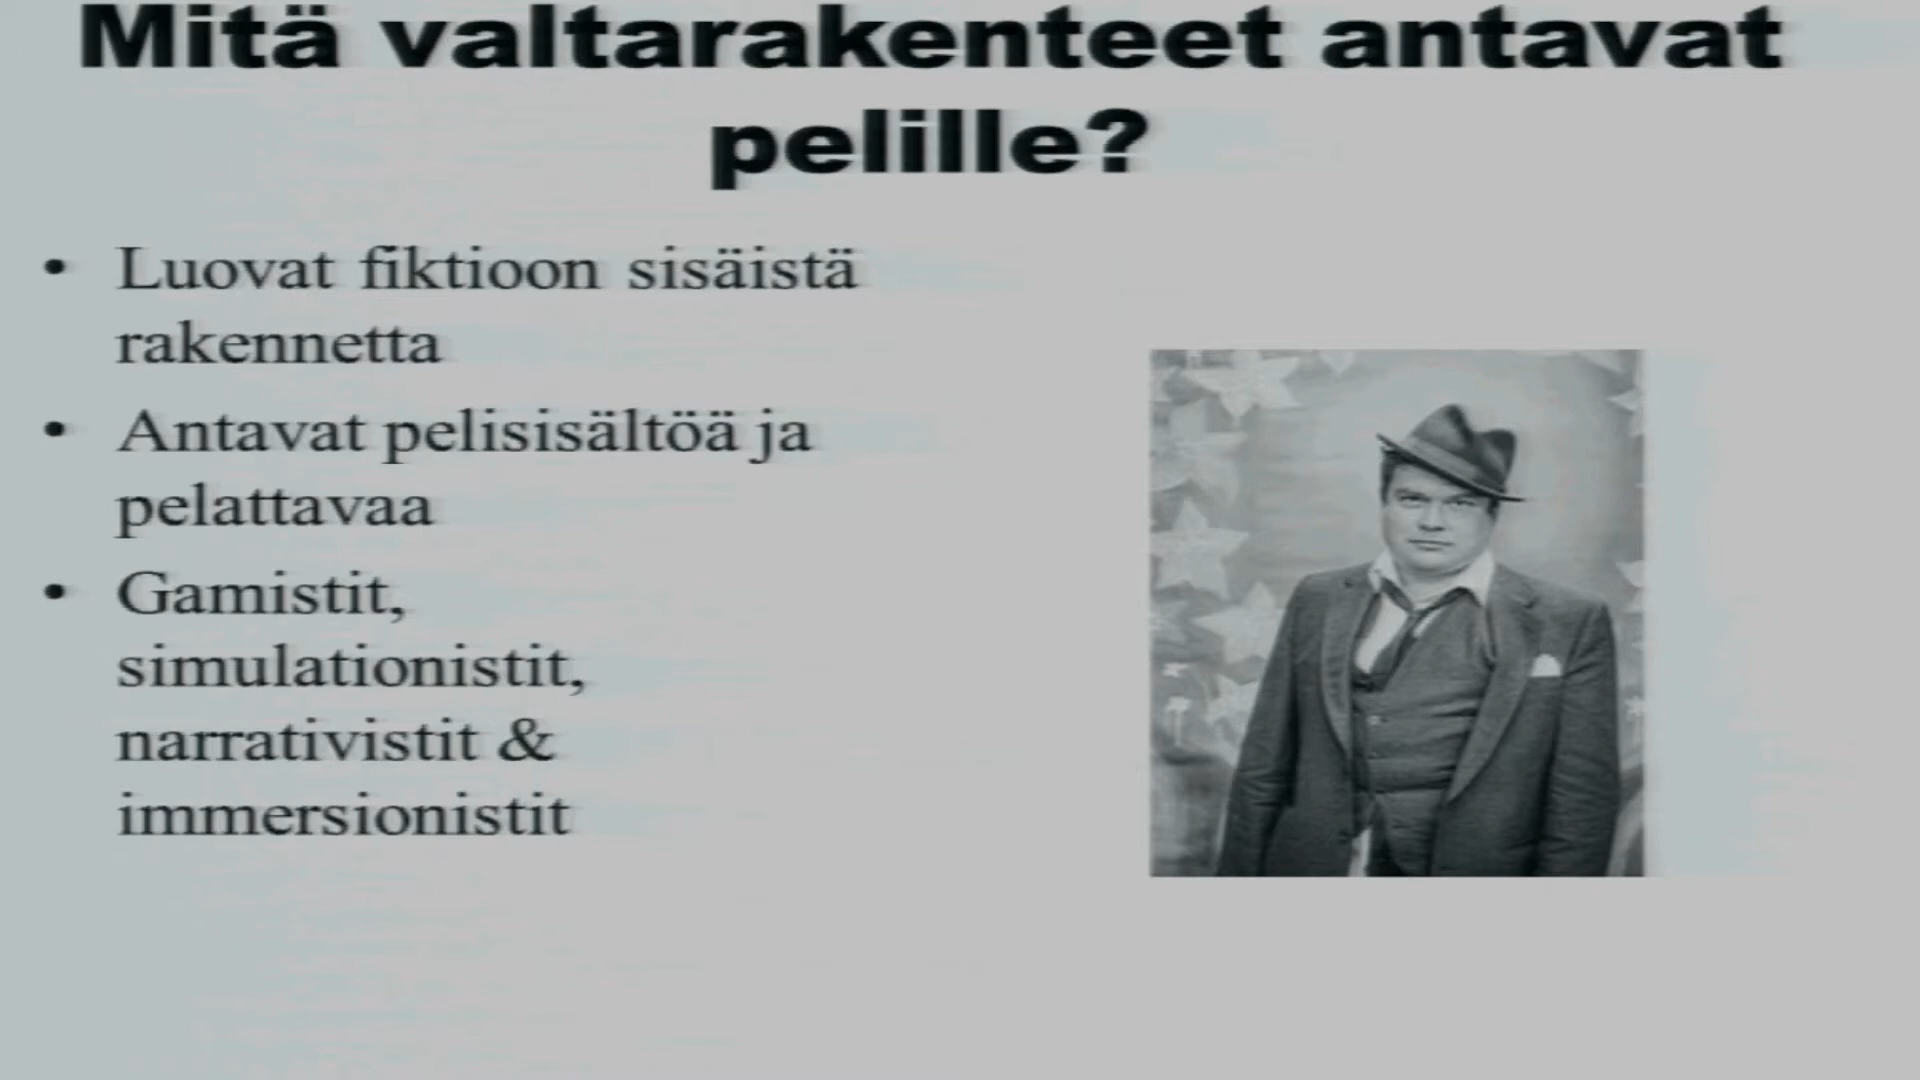 Mitä valtarakenteet antavat
pelille?
• Luovat fiktioon sisäistä
rakennetta
• Antavat pelisisältöä ja
pelattavaa
• Gamistit,
simulationistit,
narrativistit &
immersionistit